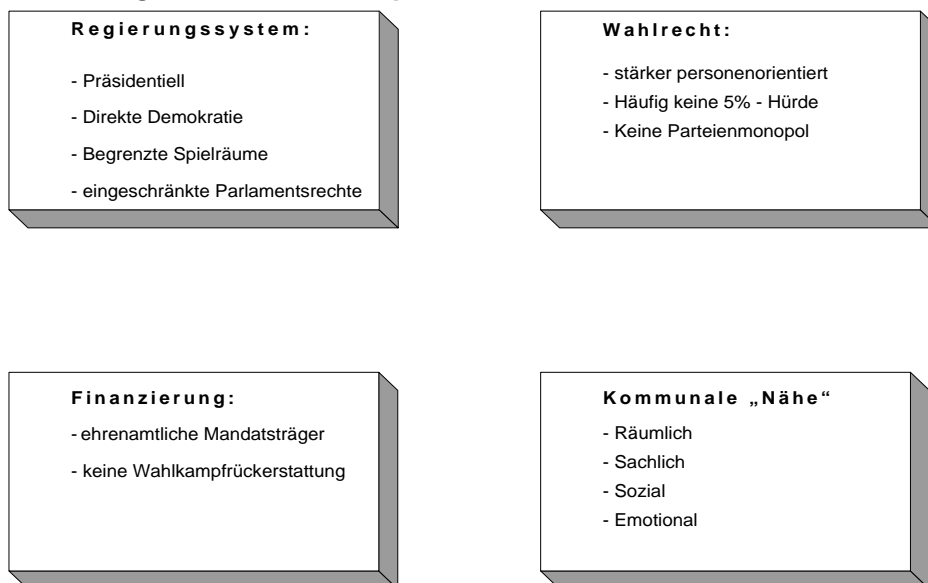 Regierungssystem:
- Präsidentiell
- Direkte Demokratie
- Begrenzte Spielräume
- eingeschränkte Parlamentsrechte
Wahlrecht:
- stärker personenorientiert
- Häufig keine 5% - Hürde
- Keine Parteienmonopol
Finanzierung:
- ehrenamtliche Mandatsträger
- keine Wahlkampfrückerstattung
Kommunale „Nähe“
- Räumlich
- Sachlich
- Sozial
- Emotional